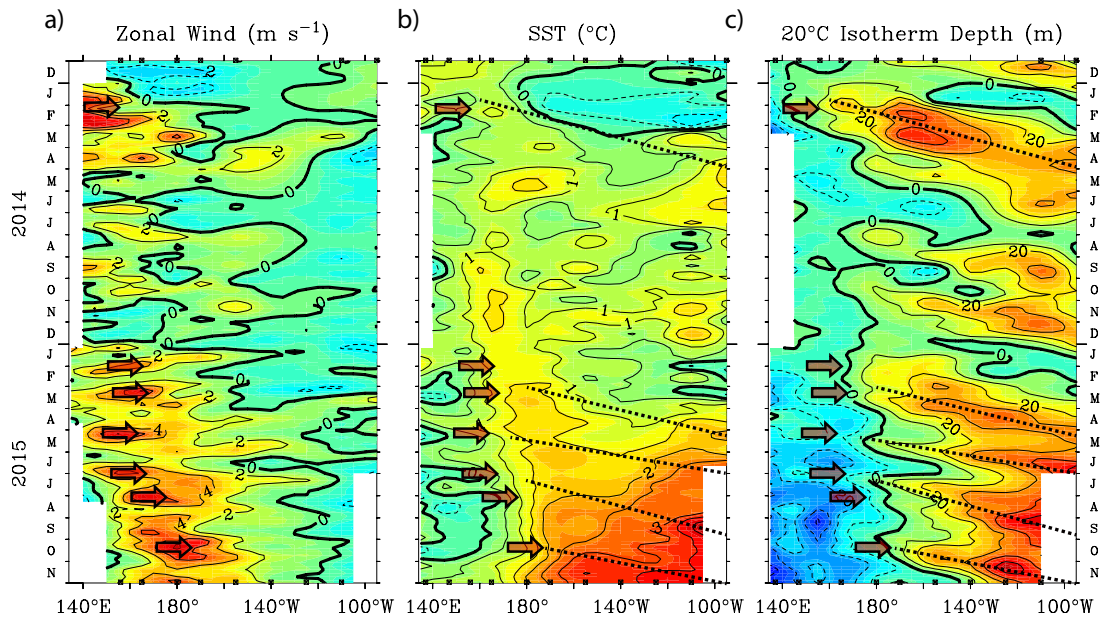 a) b) c)
Zonal Wind (m s⁻¹) SST (°C) 20°C Isotherm Depth (m)
2014
2015
D
J
F
M
A
M
J
J
A
S
O
N
D
J
F
M
A
M
J
J
A
S
O
N
D
J
F
M
A
M
J
J
A
S
O
N
D
J
F
M
A
M
J
J
A
S
O
N
140°E 180° 140°W 100°W 140°E 180° 140°W 100°W 140°E 180° 140°W 100°W